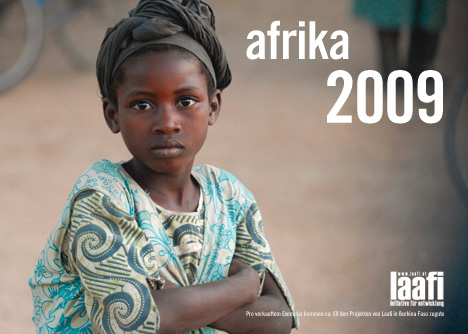 afrika
2009
www.laafi.at
laafi
initiative für entwicklung
Pro verkauftem Exemplar kommen ca. €8 den Projekten von Laafi in Burkina Faso zugute